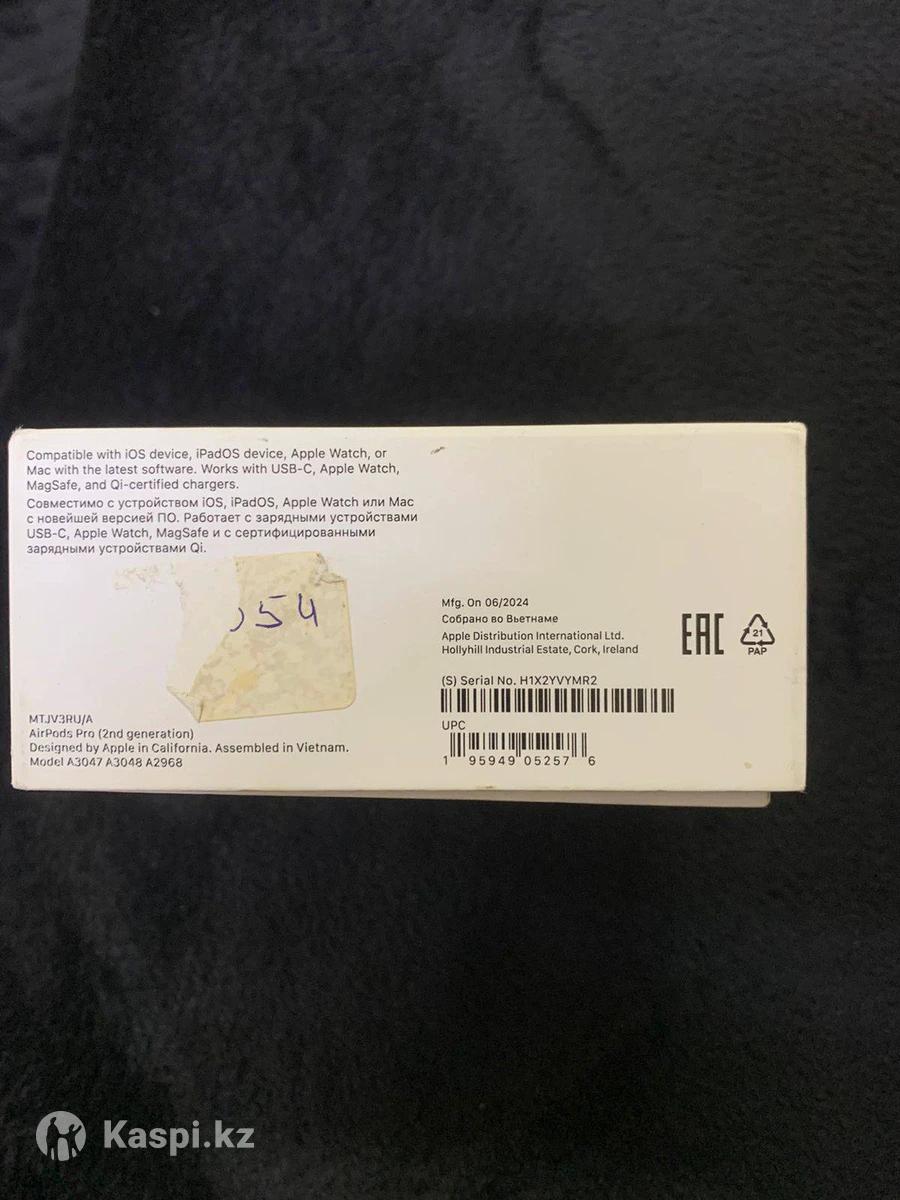 Compatible with iOS device, iPadOS device, Apple Watch, or
Mac with the latest software. Works with USB-C, Apple Watch,
MagSafe, and Qi-certified chargers.
Совместимо с устройством iOS, iPadOS, Apple Watch или Mac
с новейшей версией ПО. Работает с зарядными устройствами
USB-C, Apple Watch, MagSafe и с сертифицированными
зарядными устройствами Qi.
54
MTJV3RU/A
AirPods Pro (2nd generation)
Designed by Apple in California. Assembled in Vietnam.
Model A3047 A3048 A2968
Mfg. On 06/2024
Собрано во Вьетнаме
Apple Distribution International Ltd.
Hollyhill Industrial Estate, Cork, Ireland
EAC
21
PAP
(S) Serial No. H1X2YVYMR2
UPC
1 95949 05257 6
Kaspi.kz